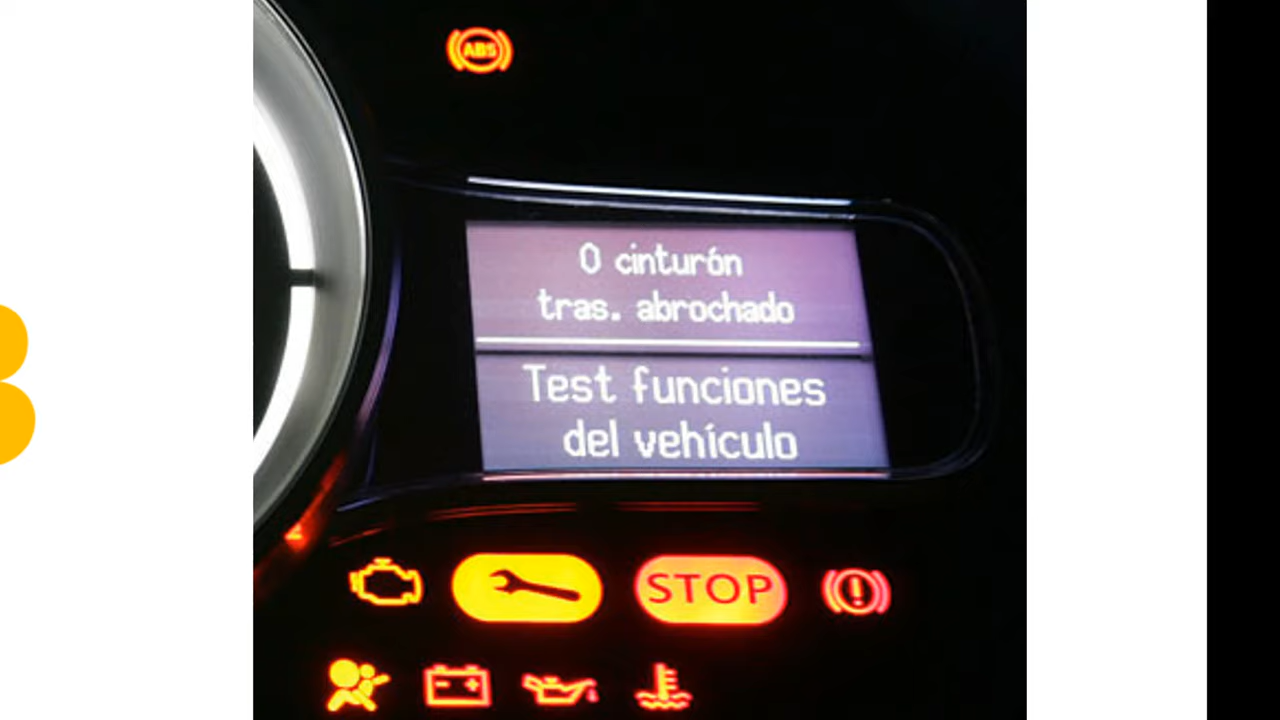 ABS
0 cinturón
tras. abrochado
Test funciones
del vehículo
STOP